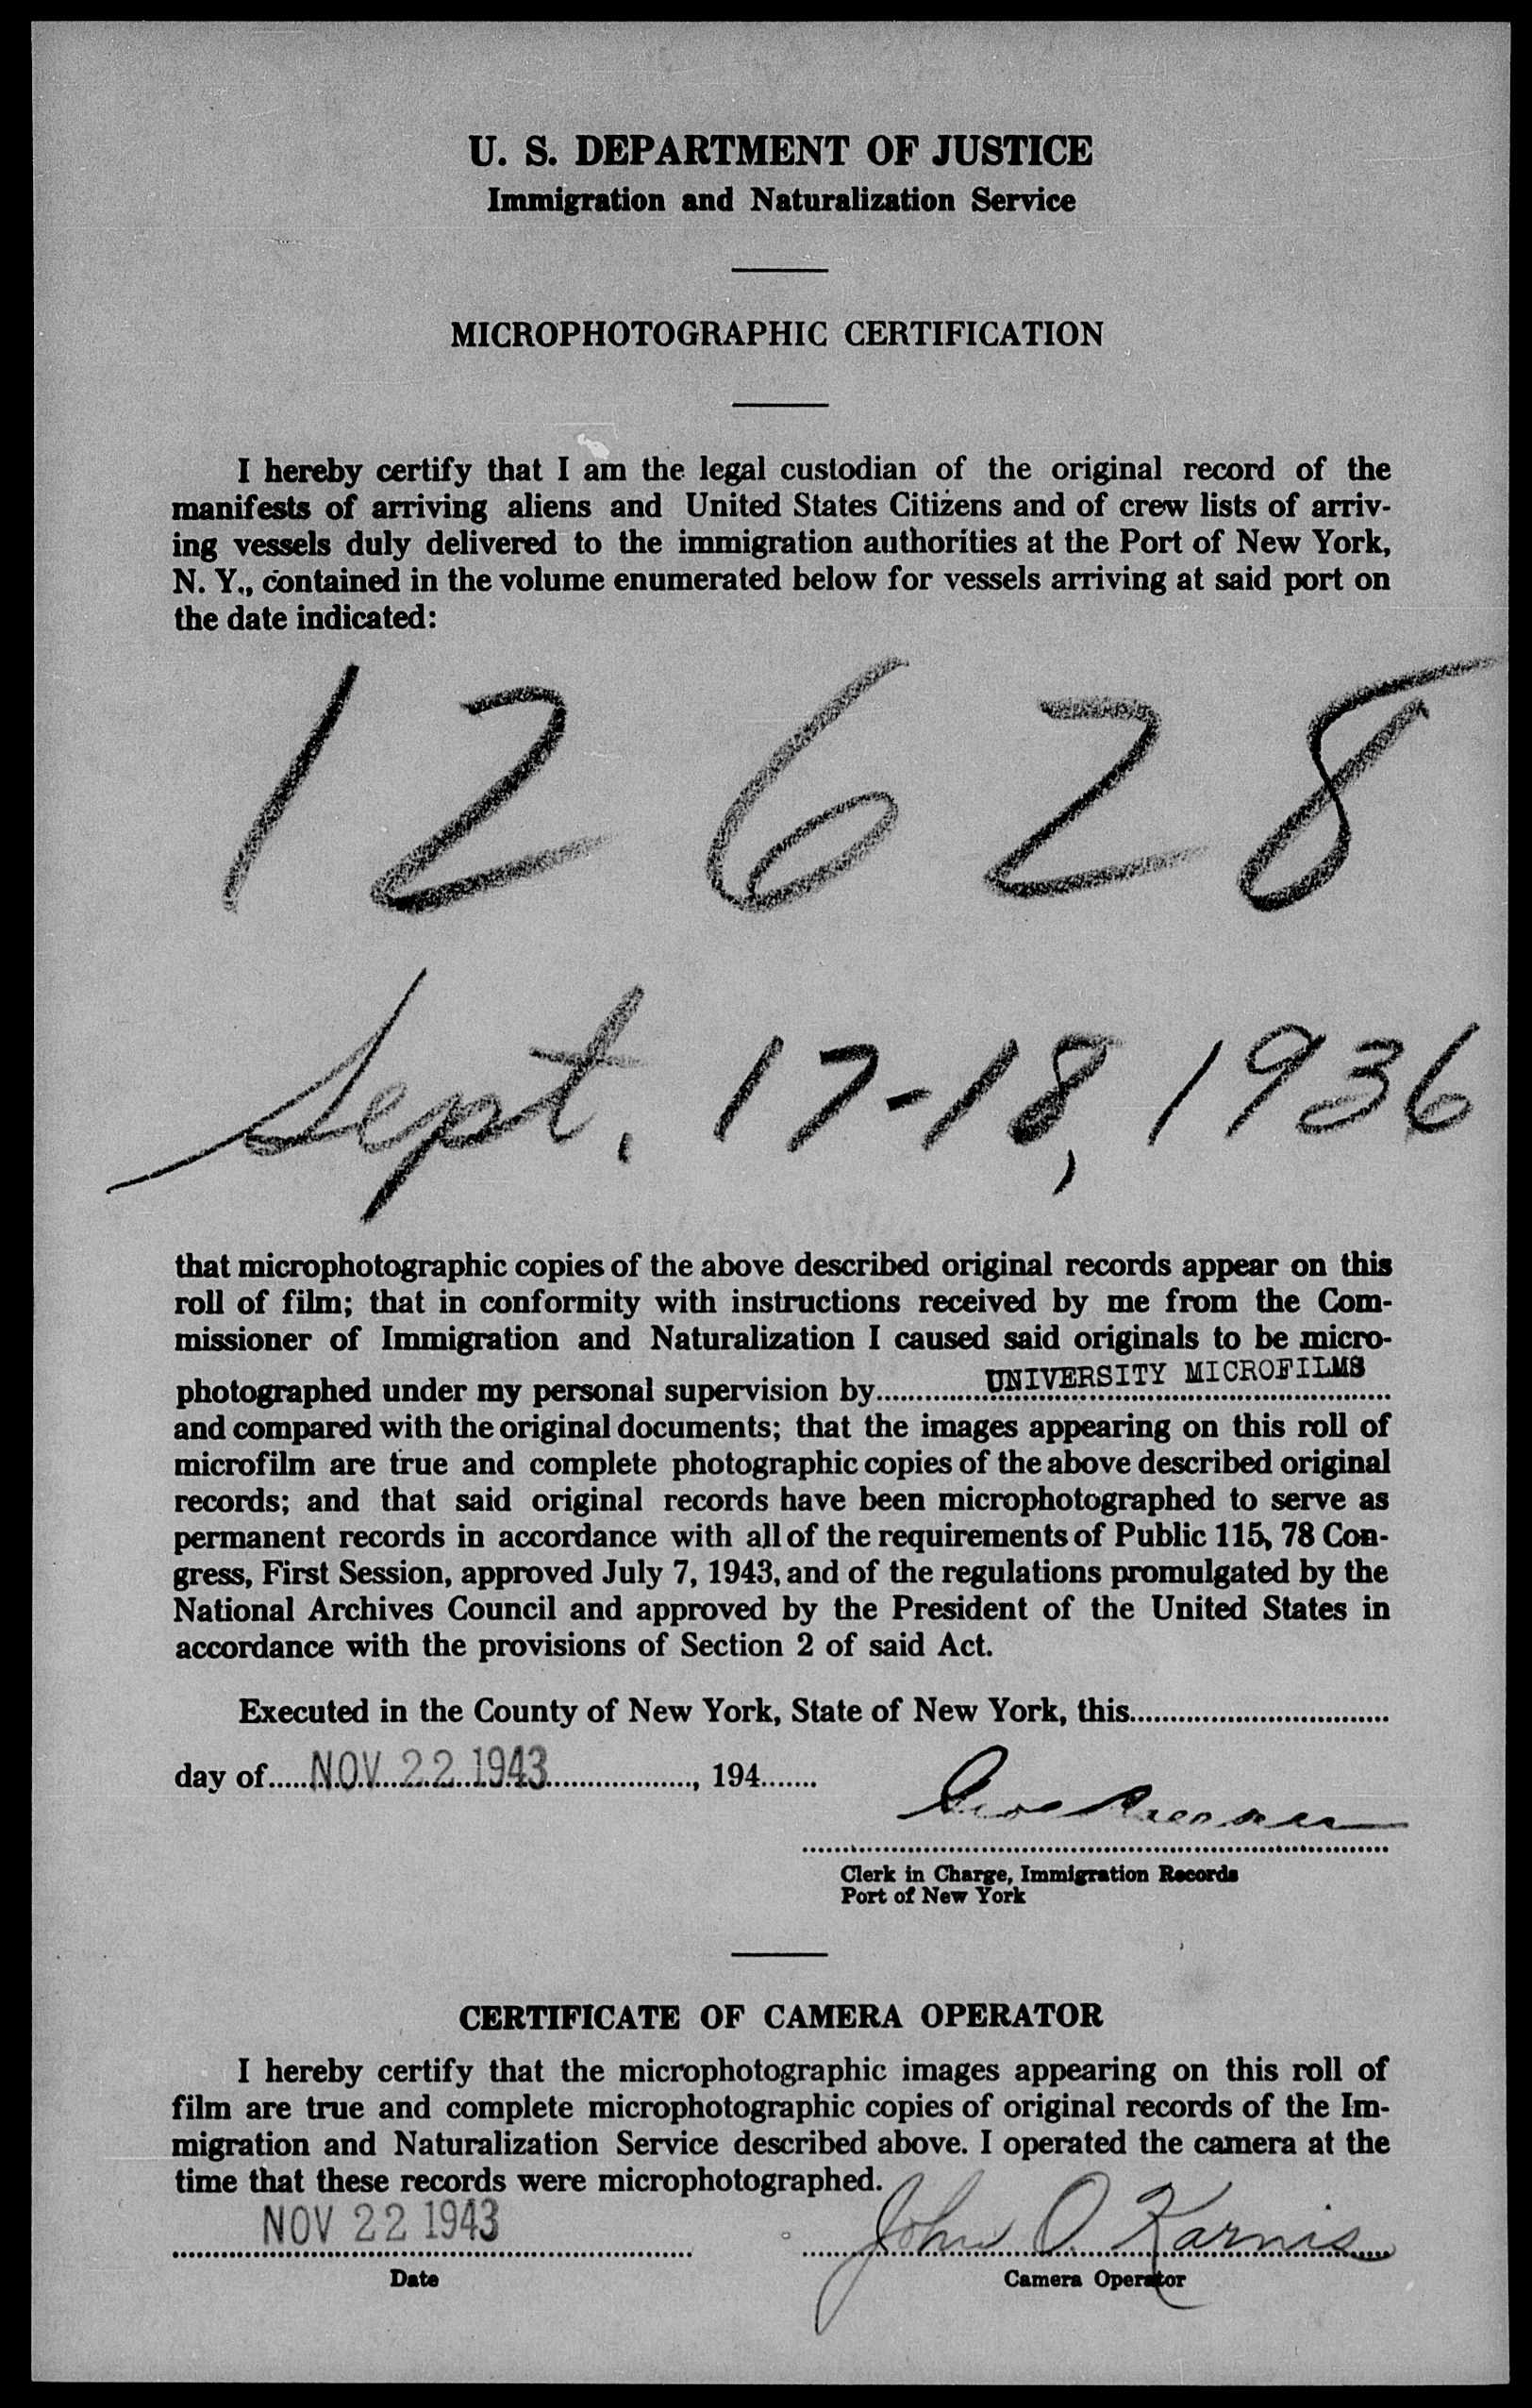 U. S. DEPARTMENT OF JUSTICE
Immigration and Naturalization Service
MICROPHOTOGRAPHIC CERTIFICATION
I hereby certify that I am the legal custodian of the original record of the
manifests of arriving aliens and United States Citizens and of crew lists of arriv-
ing vessels duly delivered to the immigration authorities at the Port of New York,
N. Y., contained in the volume enumerated below for vessels arriving at said port on
the date indicated:
12628
Sept. 17-18, 1936
that microphotographic copies of the above described original records appear on this
roll of film; that in conformity with instructions received by me from the Com-
missioner of Immigration and Naturalization I caused said originals to be micro-
photographed under my personal supervision by............UNIVERSITY MICROFILMS
and compared with the original documents; that the images appearing on this roll of
microfilm are true and complete photographic copies of the above described original
records; and that said original records have been microphotographed to serve as
permanent records in accordance with all of the requirements of Public 115, 78 Con-
gress, First Session, approved July 7, 1943, and of the regulations promulgated by the
National Archives Council and approved by the President of the United States in
accordance with the provisions of Section 2 of said Act.
Executed in the County of New York, State of New York, this................................
day of.....NOV 22 1943..................., 194.......
Clerk in Charge, Immigration Records
Port of New York
CERTIFICATE OF CAMERA OPERATOR
I hereby certify that the microphotographic images appearing on this roll of
film are true and complete microphotographic copies of original records of the Im-
migration and Naturalization Service described above. I operated the camera at the
time that these records were microphotographed.
NOV 22 1943 John O. Karnis
Date Camera Operator